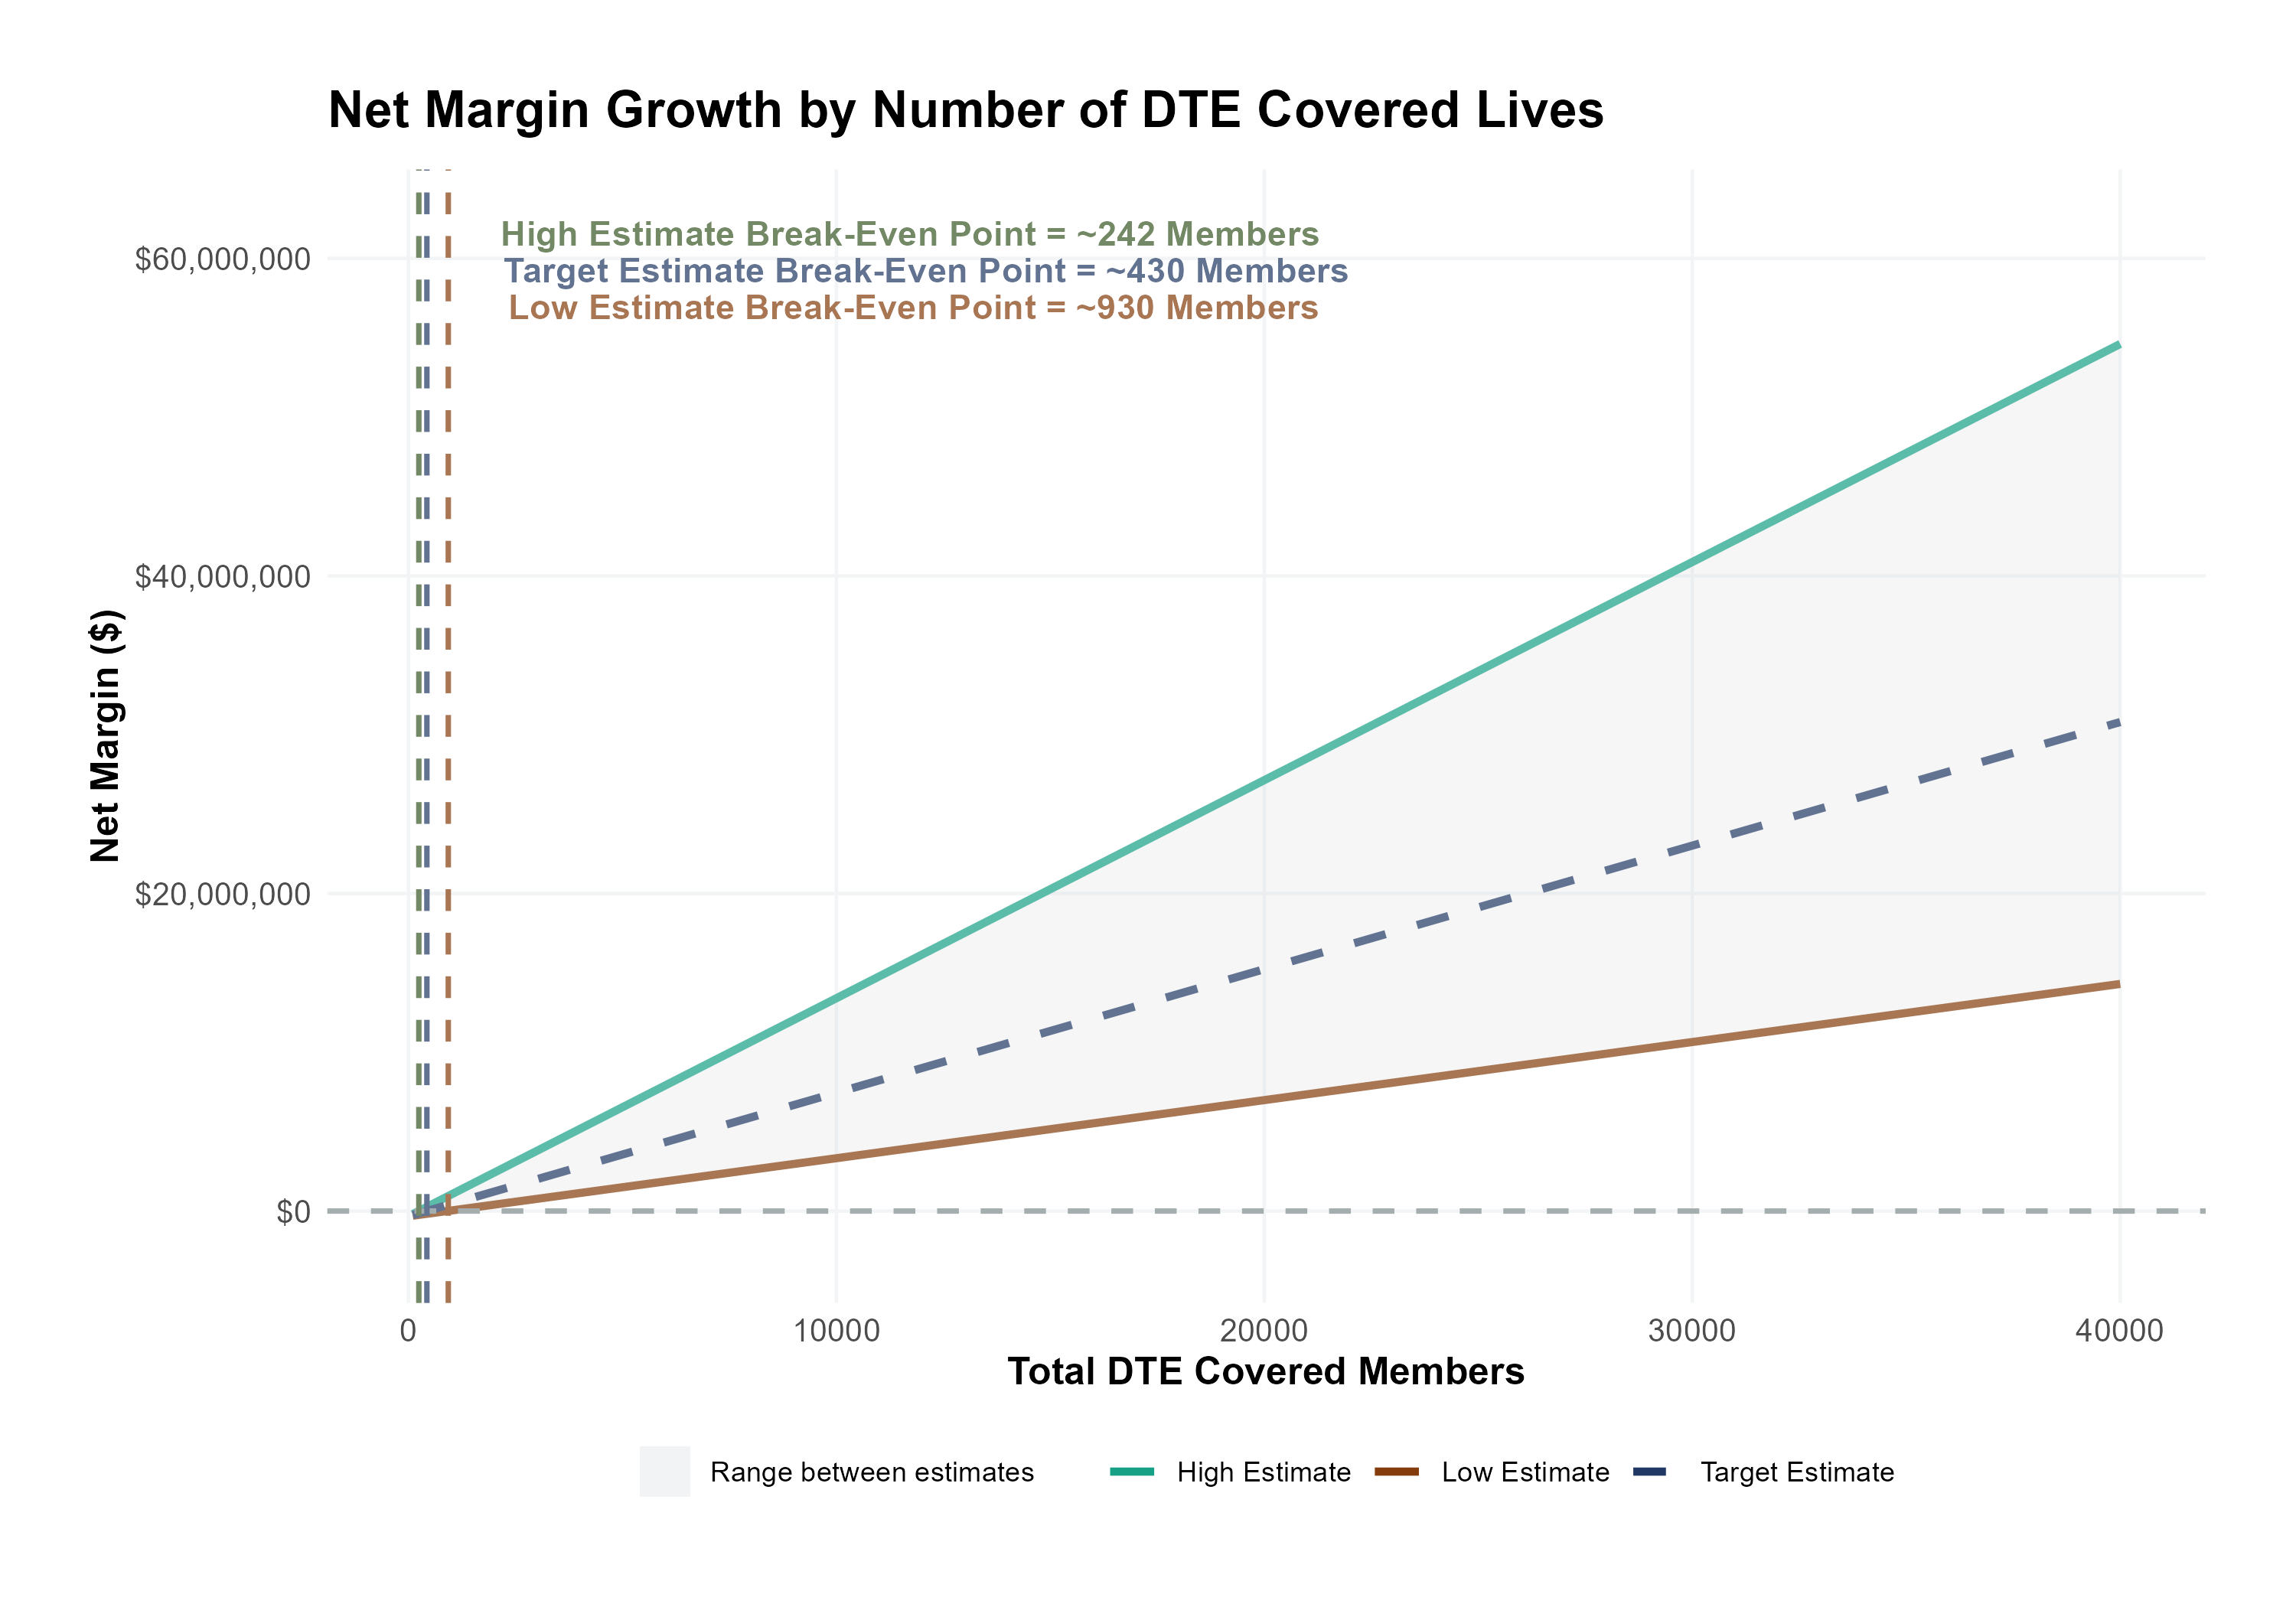 Net Margin Growth by Number of DTE Covered Lives
High Estimate Break-Even Point = ~242 Members
Target Estimate Break-Even Point = ~430 Members
Low Estimate Break-Even Point = ~930 Members
$60,000,000
$40,000,000
$20,000,000
$0
Net Margin ($)
0 10000 20000 30000 40000
Total DTE Covered Members
Range between estimates High Estimate Low Estimate Target Estimate